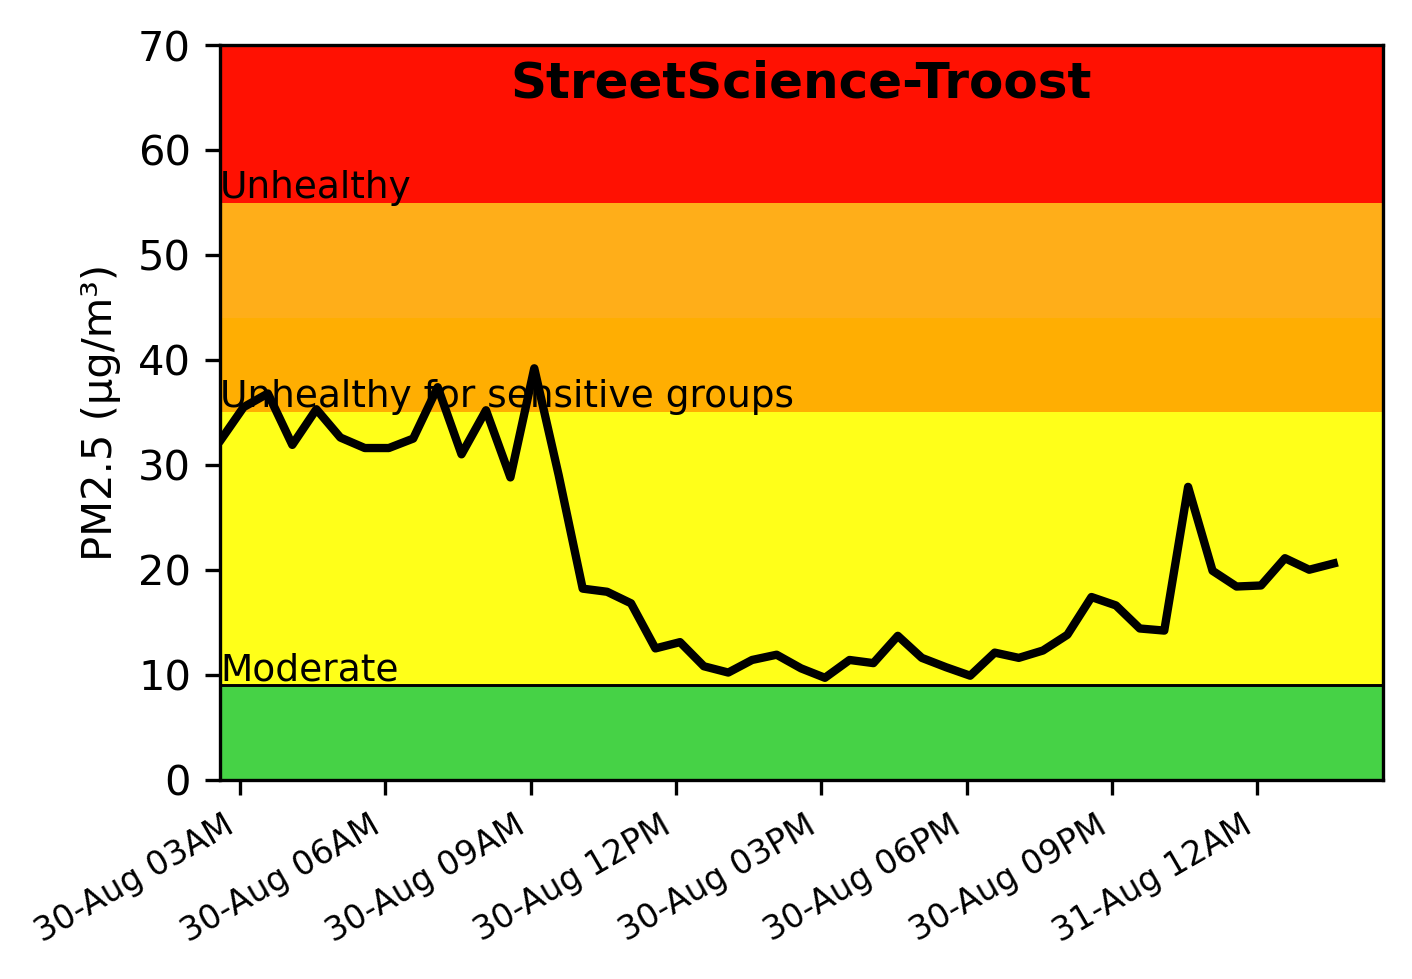 StreetScience-Troost
PM2.5 (µg/m³)
70
60
50
40
30
20
10
0
Unhealthy
Unhealthy for sensitive groups
Moderate
30-Aug 03AM
30-Aug 06AM
30-Aug 09AM
30-Aug 12PM
30-Aug 03PM
30-Aug 06PM
30-Aug 09PM
31-Aug 12AM